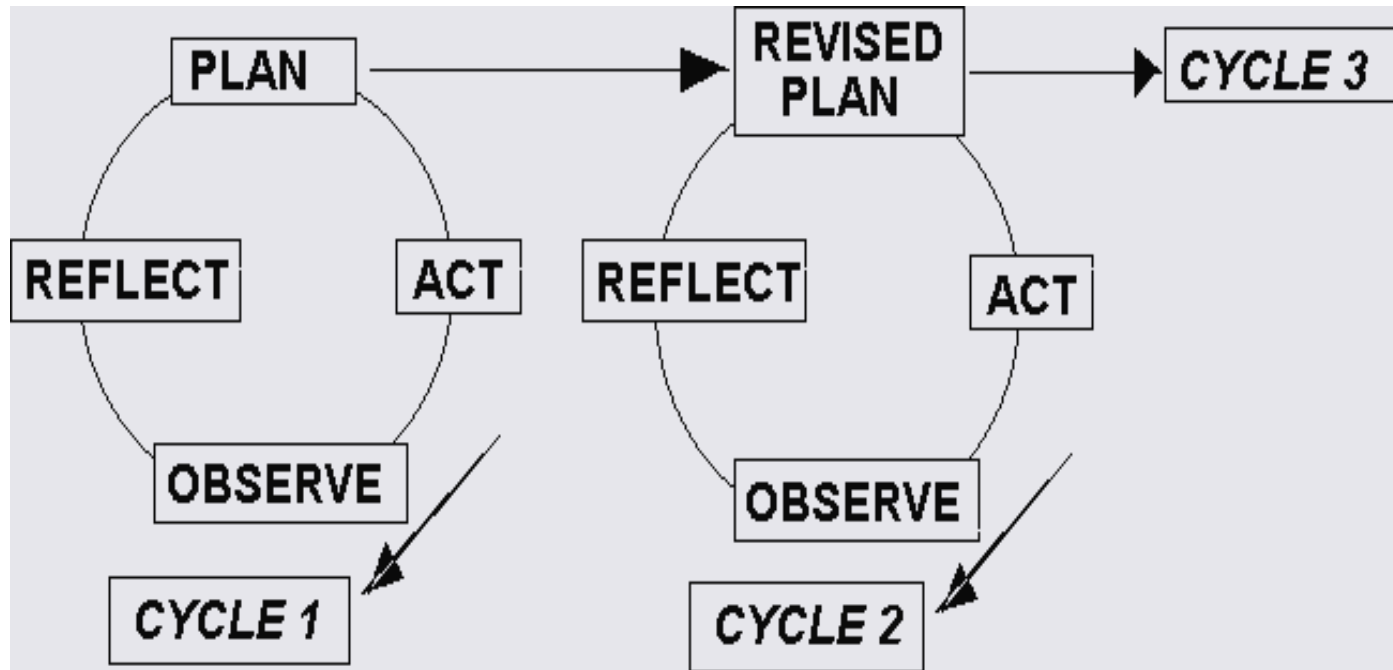 PLAN
REVISED
PLAN
CYCLE 3
REFLECT
ACT
REFLECT
ACT
OBSERVE
OBSERVE
CYCLE 1
CYCLE 2